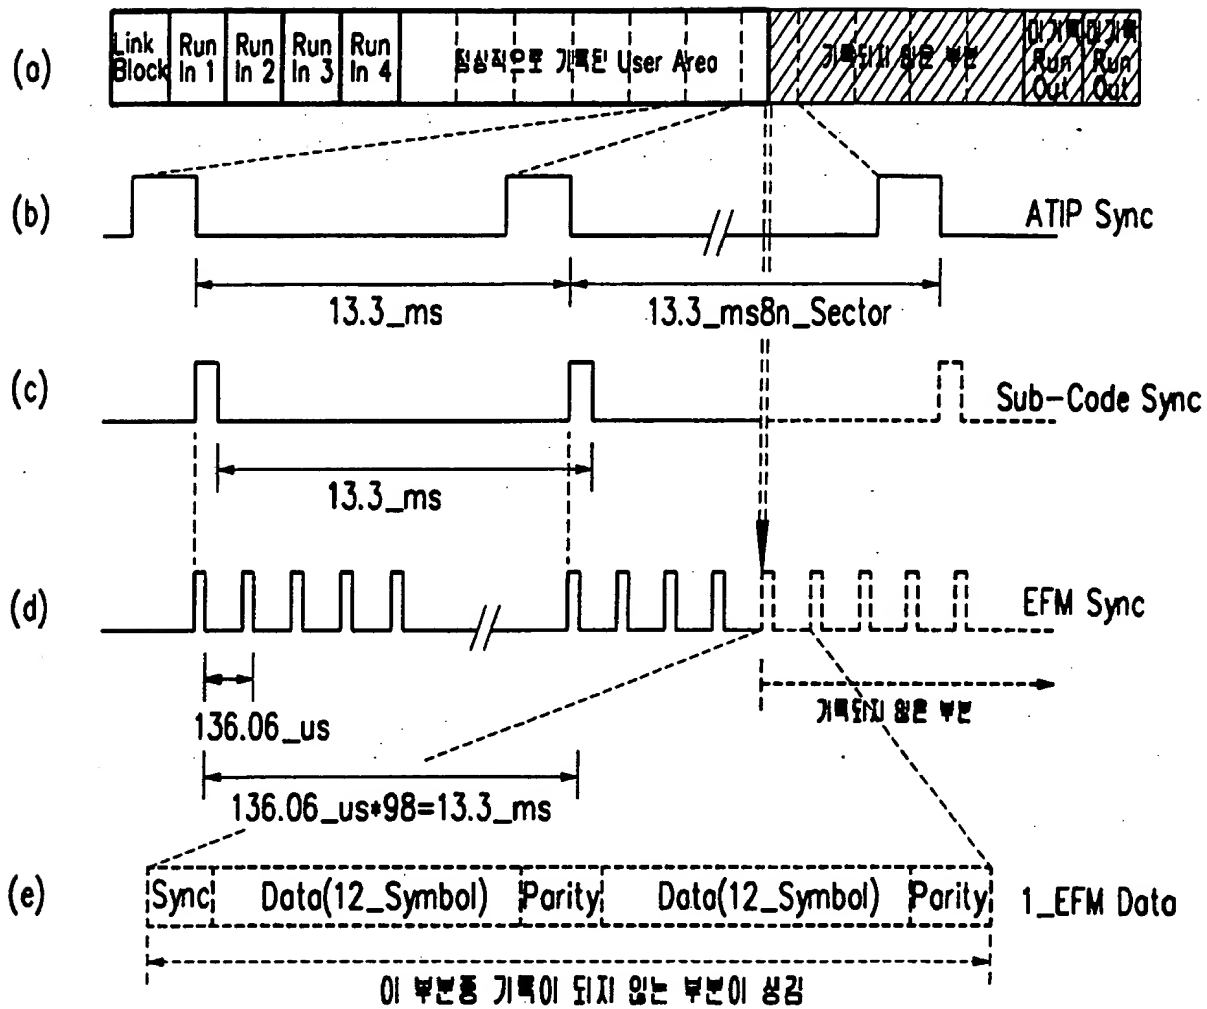 (a)
Link Block
Run In 1
Run In 2
Run In 3
Run In 4
정상적으로 기록된 User Area
기록되지 않은 부분
미기록 Run Out
미기록 Run Out
(b)
ATIP Sync
13.3_ms
13.3_ms8n_Sector
(c)
Sub-Code Sync
13.3_ms
(d)
EFM Sync
136.06_us
기록되지 않은 부분
136.06_us*98=13.3_ms
(e)
Sync
Data(12_Symbol)
Parity
Data(12_Symbol)
Parity
1_EFM Data
이 부분중 기록이 되지 않는 부분이 생김